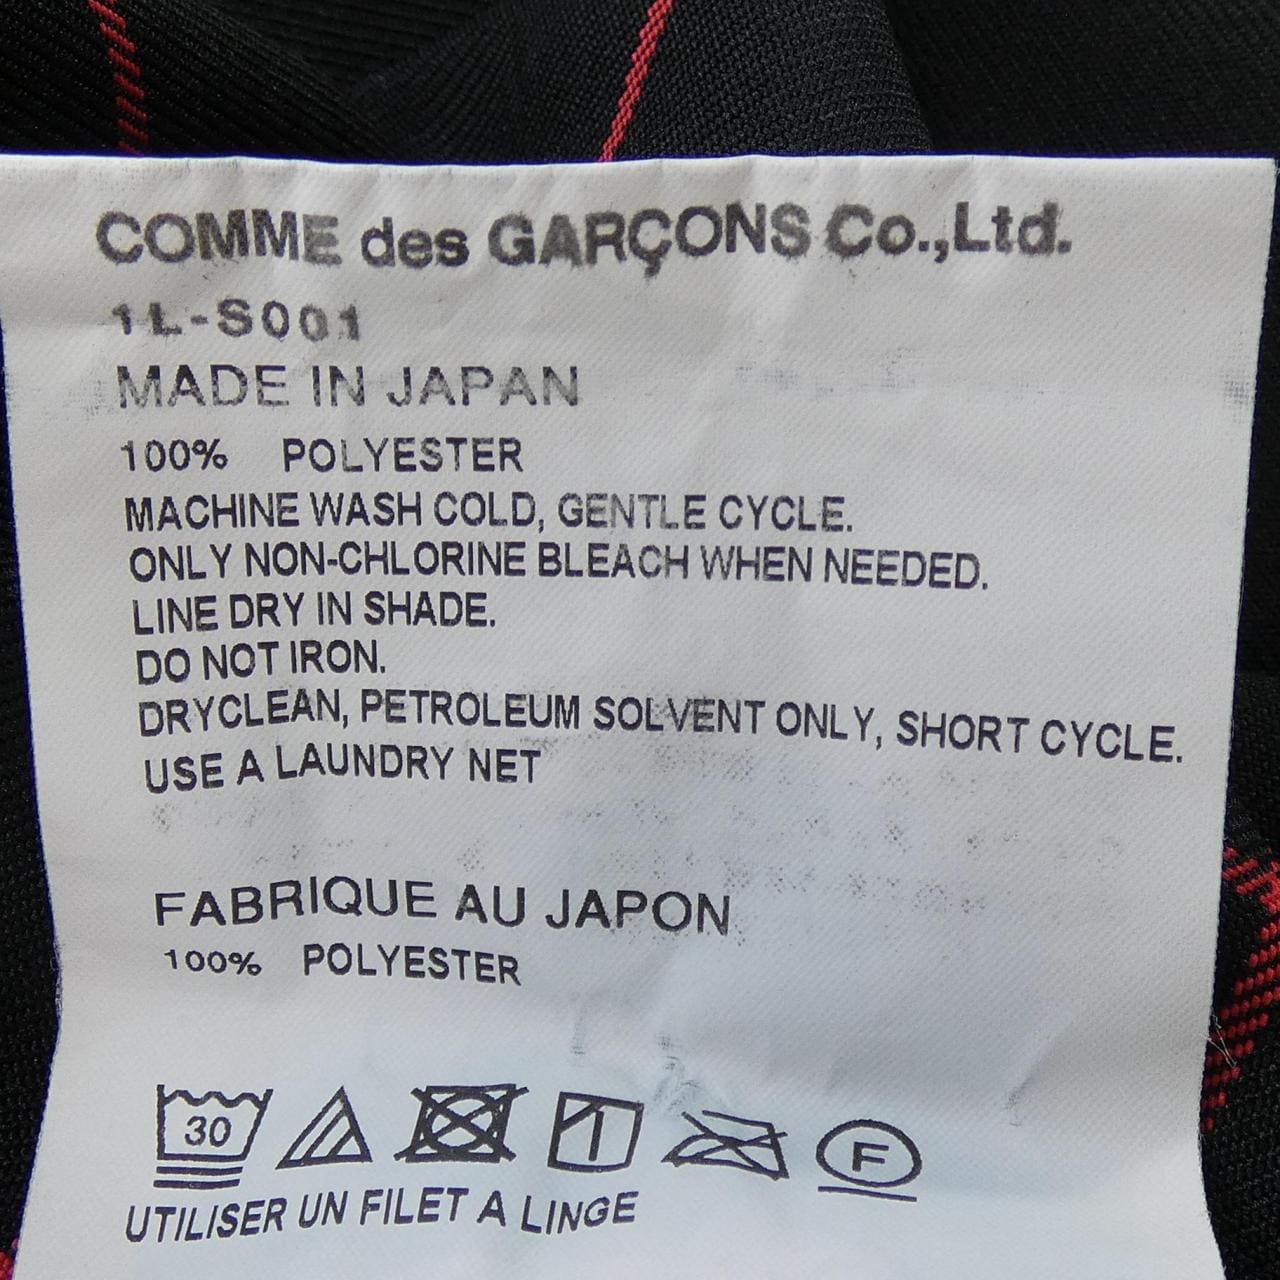 COMME des GARÇONS Co.,Ltd.
1L-S001
MADE IN JAPAN
100% POLYESTER
MACHINE WASH COLD, GENTLE CYCLE.
ONLY NON-CHLORINE BLEACH WHEN NEEDED.
LINE DRY IN SHADE.
DO NOT IRON.
DRYCLEAN, PETROLEUM SOLVENT ONLY, SHORT CYCLE.
USE A LAUNDRY NET
FABRIQUE AU JAPON
100% POLYESTER
30 F
UTILISER UN FILET A LINGE